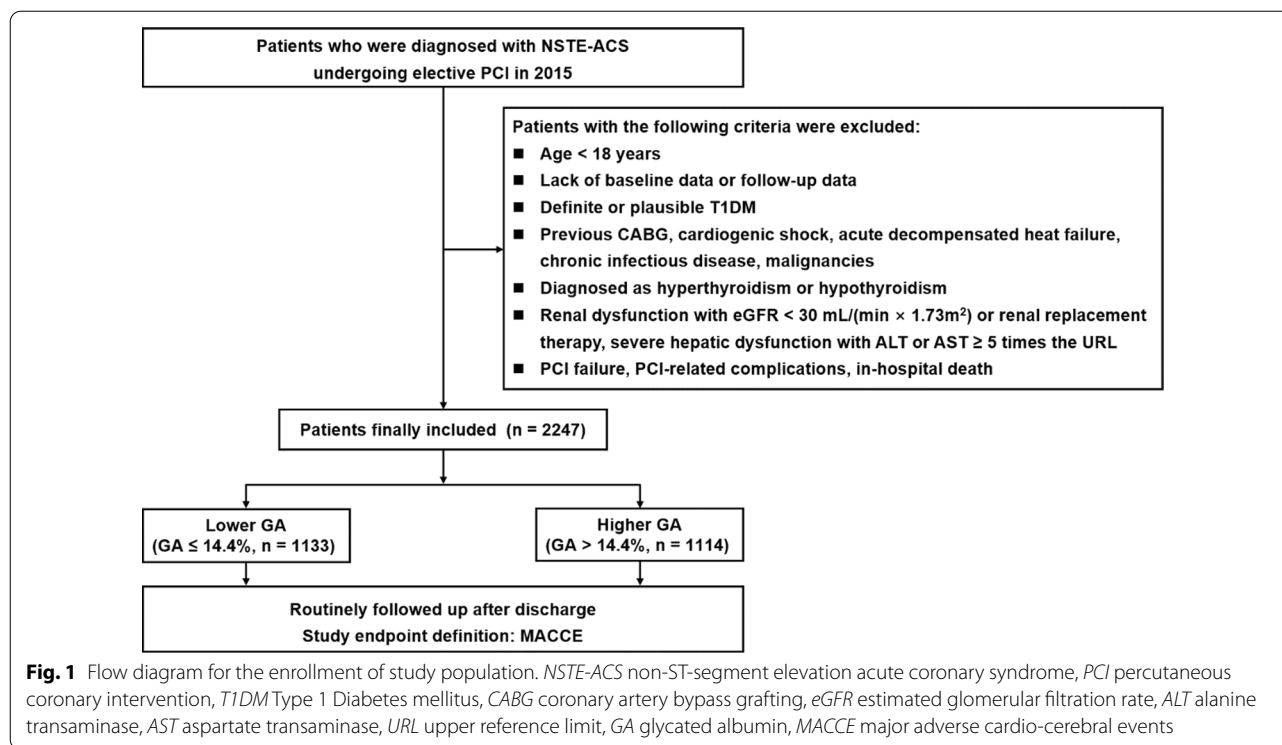 Patients who were diagnosed with NSTE-ACS
undergoing elective PCI in 2015
Patients with the following criteria were excluded:
■ Age < 18 years
■ Lack of baseline data or follow-up data
■ Definite or plausible T1DM
■ Previous CABG, cardiogenic shock, acute decompensated heat failure,
chronic infectious disease, malignancies
■ Diagnosed as hyperthyroidism or hypothyroidism
■ Renal dysfunction with eGFR < 30 mL/(min × 1.73m²) or renal replacement
therapy, severe hepatic dysfunction with ALT or AST ≥ 5 times the URL
■ PCI failure, PCI-related complications, in-hospital death
Patients finally included (n = 2247)
Lower GA
(GA ≤ 14.4%, n = 1133)
Higher GA
(GA > 14.4%, n = 1114)
Routinely followed up after discharge
Study endpoint definition: MACCE
Fig. 1 Flow diagram for the enrollment of study population. NSTE-ACS non-ST-segment elevation acute coronary syndrome, PCI percutaneous
coronary intervention, T1DM Type 1 Diabetes mellitus, CABG coronary artery bypass grafting, eGFR estimated glomerular filtration rate, ALT alanine
transaminase, AST aspartate transaminase, URL upper reference limit, GA glycated albumin, MACCE major adverse cardio-cerebral events